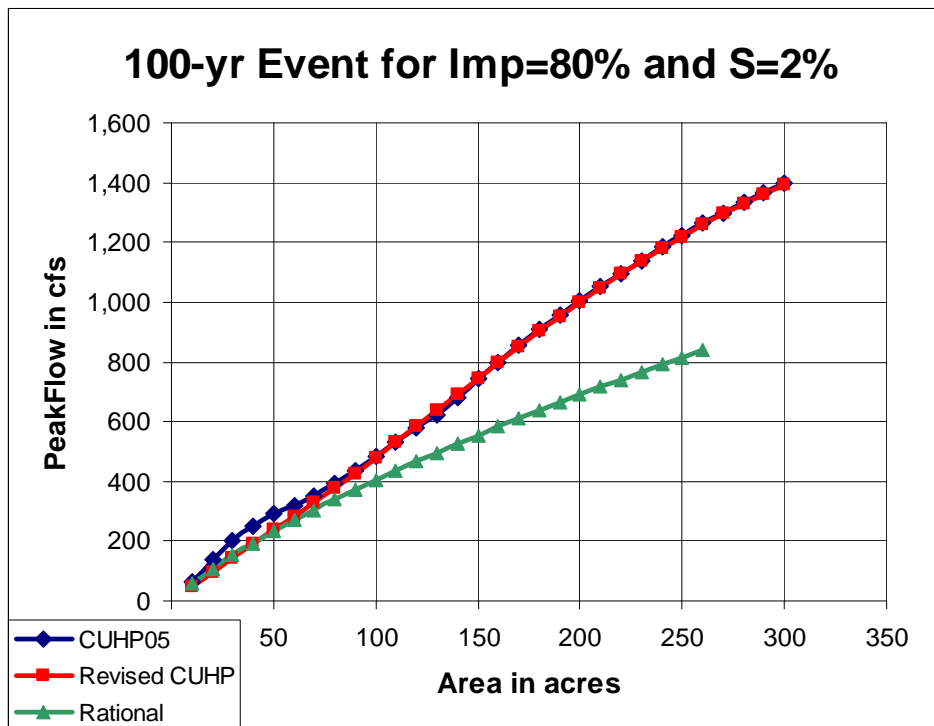 100-yr Event for Imp=80% and S=2%
1,600
1,400
1,200
1,000
800
600
400
200
0
PeakFlow in cfs
50 100 150 200 250 300 350
Area in acres
CUHP05
Revised CUHP
Rational